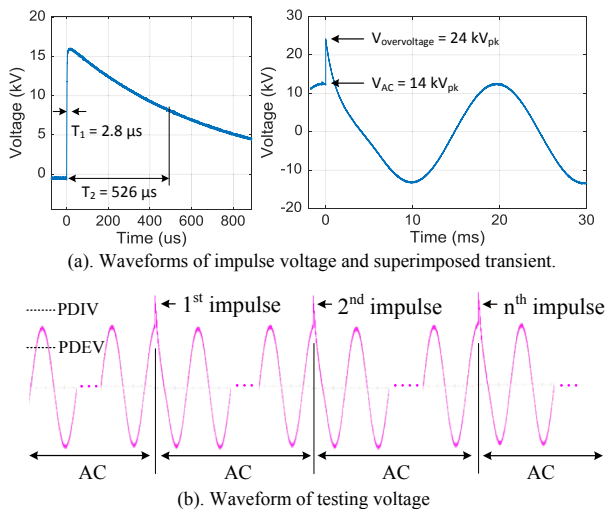 20
15
10
5
0
Voltage (kV)
T1 = 2.8 μs
T2 = 526 μs
0 200 400 600 800
Time (us)
30
20
10
0
-10
-20
Voltage (kV)
Vovervoltage = 24 kVpk
VAC = 14 kVpk
0 10 20 30
Time (ms)
(a). Waveforms of impulse voltage and superimposed transient.
PDIV
PDEV
1st impulse
2nd impulse
nth impulse
AC AC AC AC
(b). Waveform of testing voltage